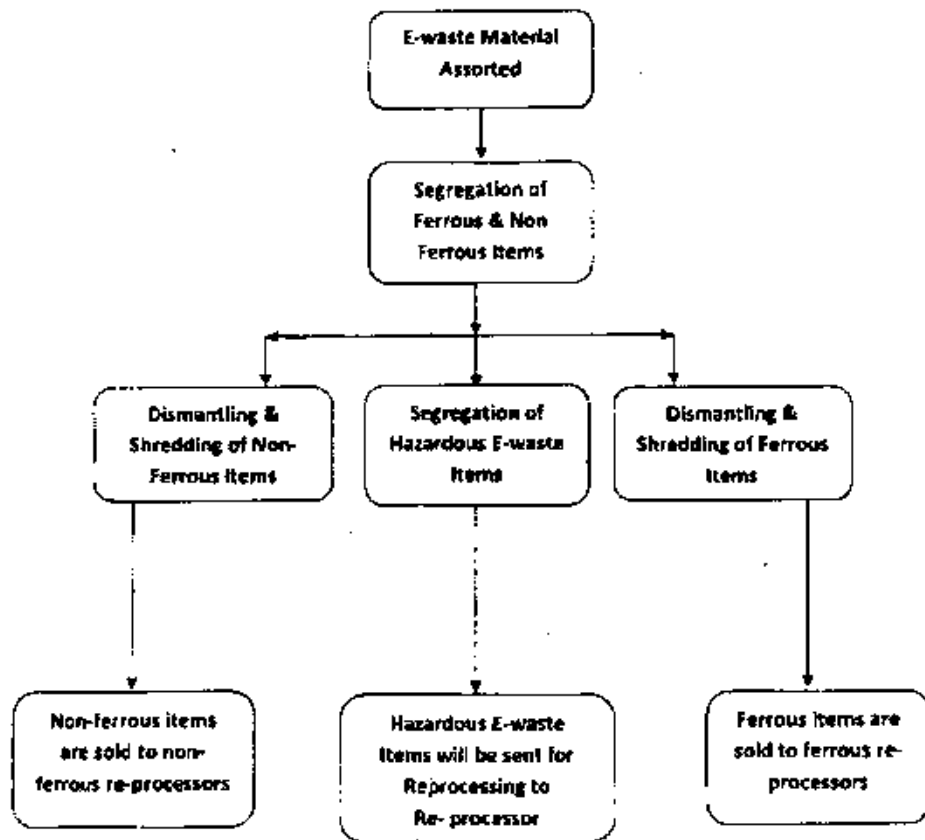 E-waste Material
Assorted
Segregation of
Ferrous & Non
Ferrous Items
Dismantling &
Shredding of Non-
Ferrous Items
Segregation of
Hazardous E-waste
Items
Dismantling &
Shredding of Ferrous
Items
Non-ferrous items
are sold to non-
ferrous re-processors
Hazardous E-waste
Items will be sent for
Reprocessing to
Re- processor
Ferrous Items are
sold to ferrous re-
processors